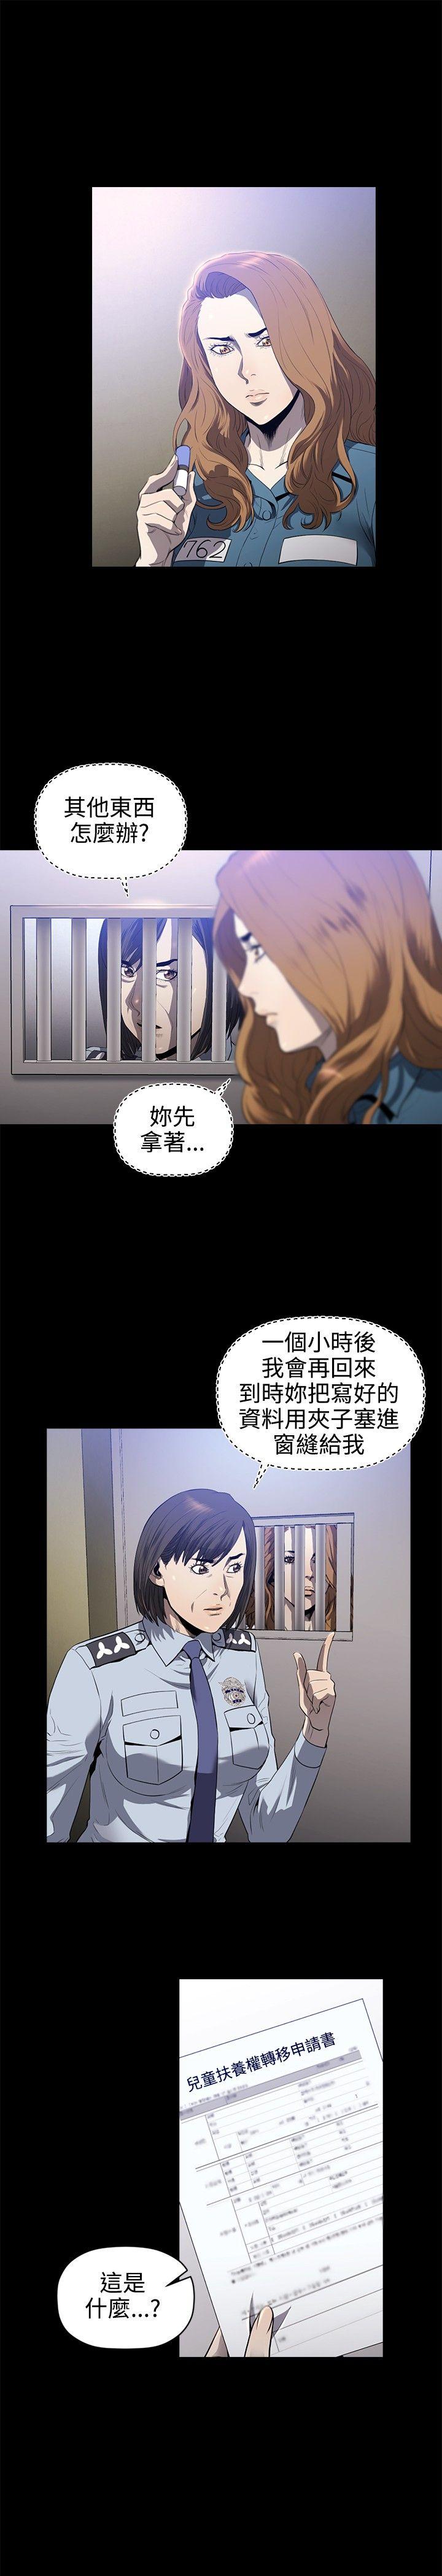 762
其他東西
怎麼辦?
妳先
拿著...
一個小時後
我會再回來
到時妳把寫好的
資料用夾子塞進
窗縫給我
兒童扶養權轉移申請書
這是
什麼...?